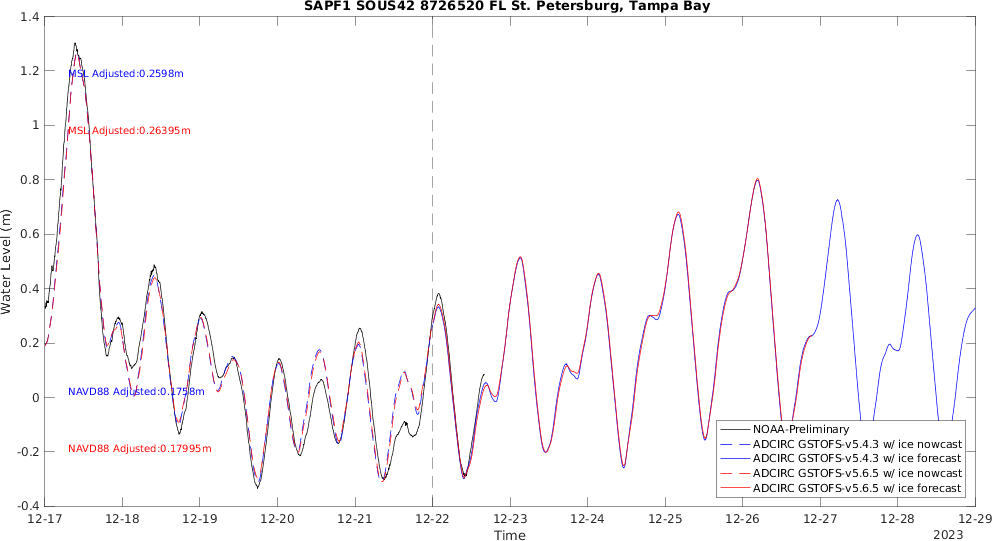 SAPF1 SOUS42 8726520 FL St. Petersburg, Tampa Bay
1.4
1.2
1
0.8
0.6
0.4
0.2
0
-0.2
-0.4
Water Level (m)
MSL Adjusted:0.2598m
MSL Adjusted:0.26395m
NAVD88 Adjusted:0.1758m
NAVD88 Adjusted:0.17995m
NOAA-Preliminary
ADCIRC GSTOFS-v5.4.3 w/ ice nowcast
ADCIRC GSTOFS-v5.4.3 w/ ice forecast
ADCIRC GSTOFS-v5.6.5 w/ ice nowcast
ADCIRC GSTOFS-v5.6.5 w/ ice forecast
12-17 12-18 12-19 12-20 12-21 12-22 12-23 12-24 12-25 12-26 12-27 12-28 12-29
Time
2023